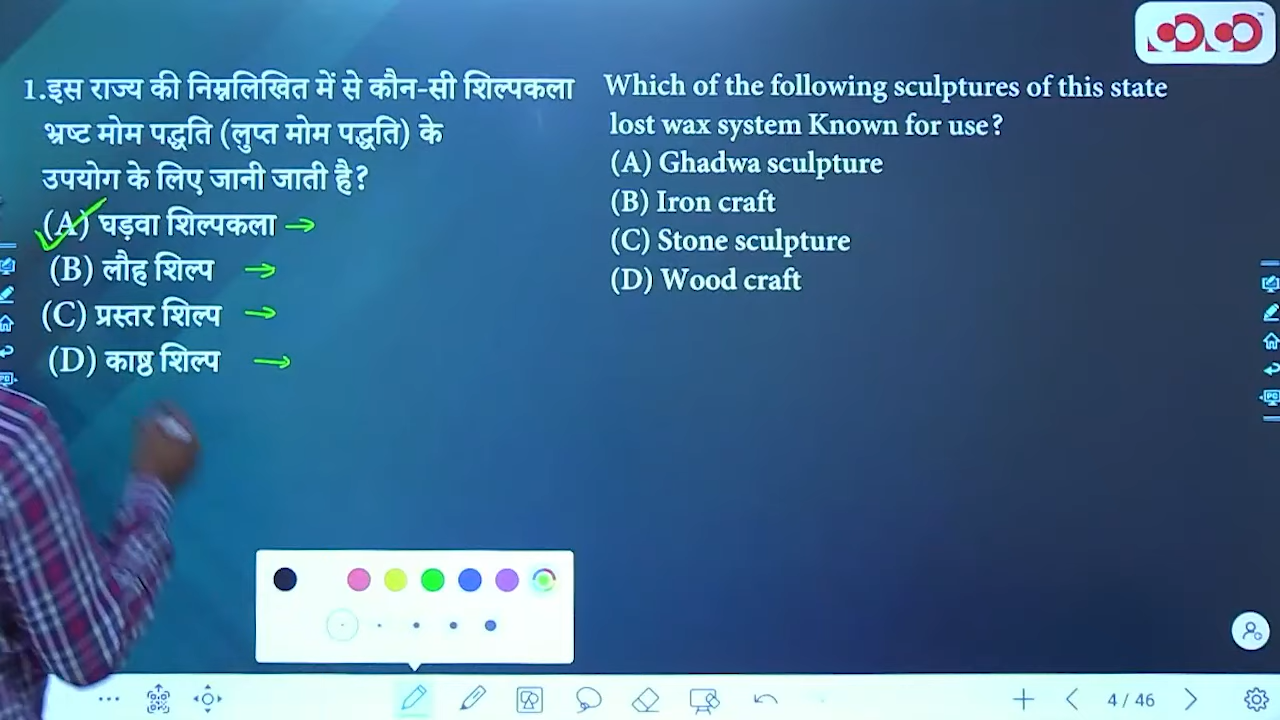 1.इस राज्य की निम्नलिखित में से कौन-सी शिल्पकला
भ्रष्ट मोम पद्धति (लुप्त मोम पद्धति) के
उपयोग के लिए जानी जाती है?
(A) घड़वा शिल्पकला
(B) लौह शिल्प
(C) प्रस्तर शिल्प
(D) काष्ठ शिल्प
Which of the following sculptures of this state
lost wax system Known for use?
(A) Ghadwa sculpture
(B) Iron craft
(C) Stone sculpture
(D) Wood craft
4 / 46